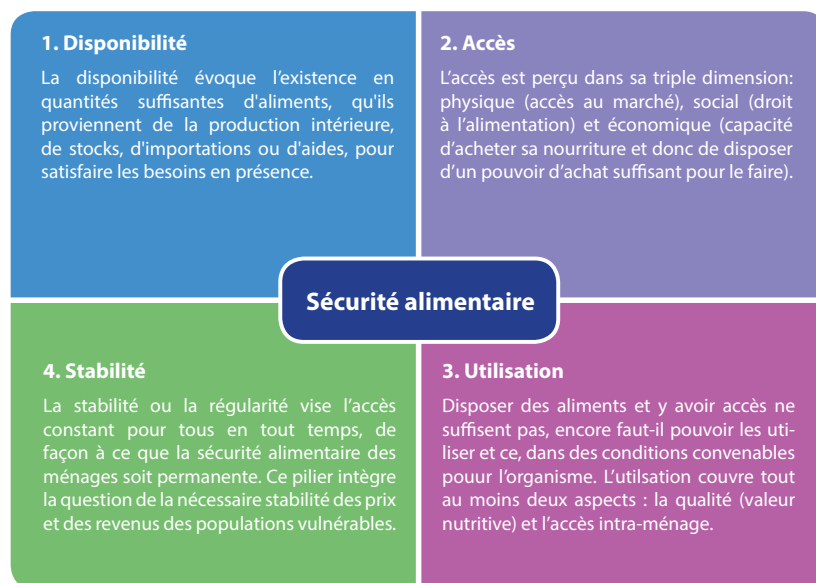 1. Disponibilité
La disponibilité évoque l'existence en
quantités suffisantes d'aliments, qu'ils
proviennent de la production intérieure,
de stocks, d'importations ou d'aides, pour
satisfaire les besoins en présence.
2. Accès
L'accès est perçu dans sa triple dimension:
physique (accès au marché), social (droit
à l'alimentation) et économique (capacité
d'acheter sa nourriture et donc de disposer
d'un pouvoir d'achat suffisant pour le faire).
Sécurité alimentaire
4. Stabilité
La stabilité ou la régularité vise l'accès
constant pour tous en tout temps, de
façon à ce que la sécurité alimentaire des
ménages soit permanente. Ce pilier intègre
la question de la nécessaire stabilité des prix
et des revenus des populations vulnérables.
3. Utilisation
Disposer des aliments et y avoir accès ne
suffisent pas, encore faut-il pouvoir les uti-
liser et ce, dans des conditions convenables
pouur l'organisme. L'utilsation couvre tout
au moins deux aspects : la qualité (valeur
nutritive) et l'accès intra-ménage.